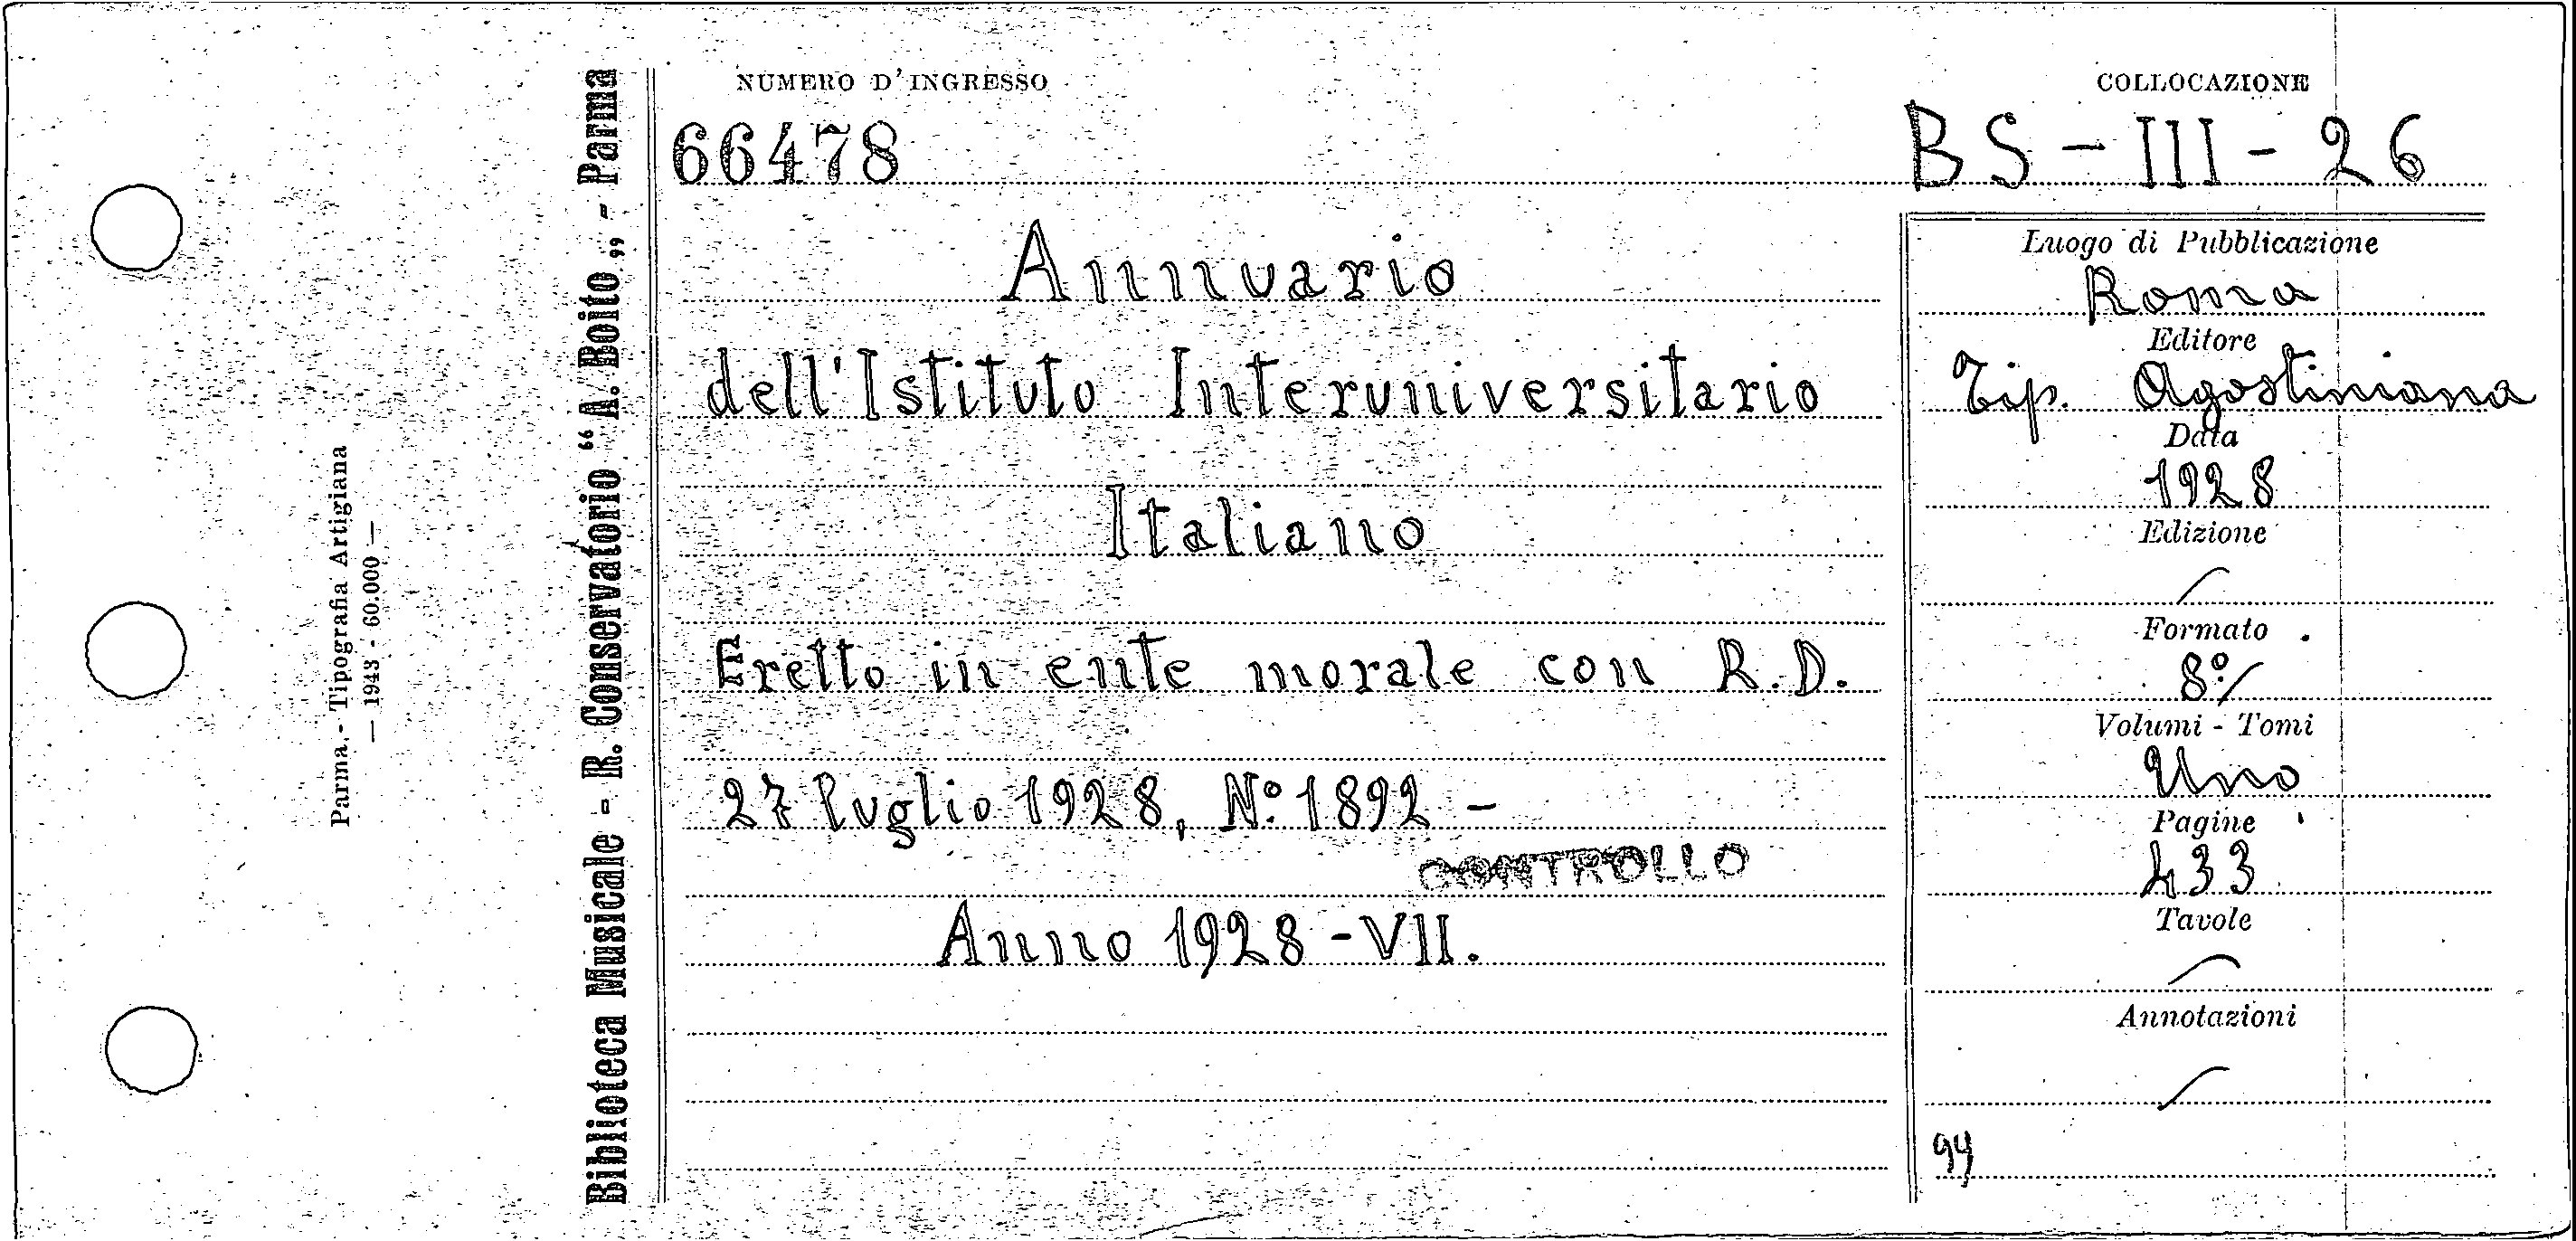 Parma - Tipografia Artigiana
— 1943 - 60.000 —
Biblioteca Musicale - R. Conservatorio “ A. Boito „ - Parma
NUMERO D'INGRESSO
66478
Annuario
dell'Istituto Interuniversitario
Italiano
Eretto in ente morale con R.D.
27 luglio 1928, N.º 1892 -
CONTROLLO
Anno 1928 - VII.
COLLOCAZIONE
BS - III - 26
Luogo di Pubblicazione
Roma
Editore
Tip. Agostiniana
Data
1928
Edizione
Formato
8º/
Volumi - Tomi
Uno
Pagine
433
Tavole
Annotazioni
94